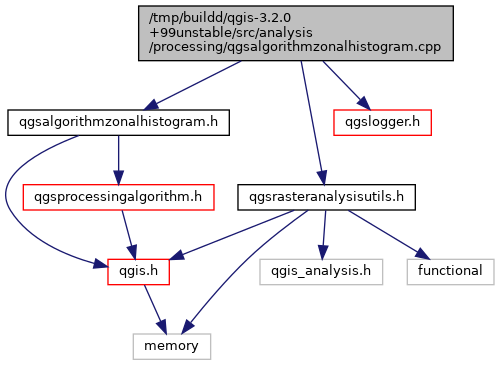 /tmp/buildd/qgis-3.2.0
+99unstable/src/analysis
/processing/qgsalgorithmzonalhistogram.cpp
qgsalgorithmzonalhistogram.h
qgslogger.h
qgsprocessingalgorithm.h
qgsrasteranalysisutils.h
qgis.h
qgis_analysis.h
functional
memory